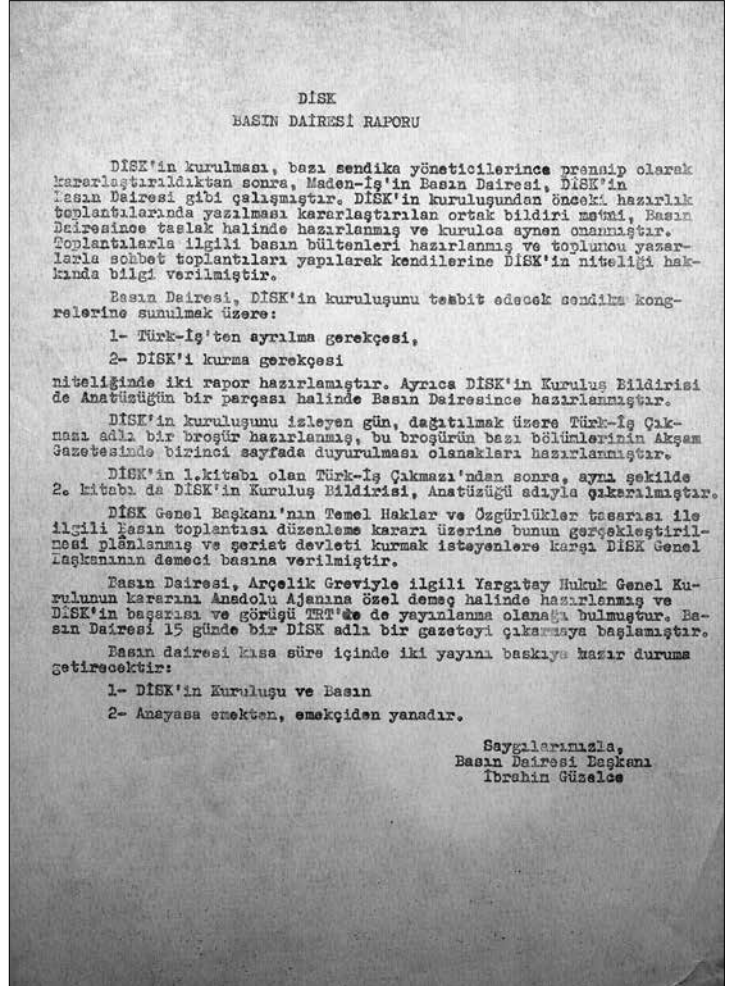 DİSK
BASIN DAİRESİ RAPORU
DİSK'in kurulması, bazı sendika yöneticilerince prensip olarak
kararlaştırıldıktan sonra, Maden-İş'in Basın Dairesi, DİSK'in
Basın Dairesi gibi çalışmıştır. DİSK'in kuruluşundan önceki hazırlık
toplantılarında yazılması kararlaştırılan ortak bildiri metni, Basın
Dairesince taslak halinde hazırlanmış ve kurulca aynen onanmıştır.
Toplantılarla ilgili basın bültenleri hazırlanmış ve toplumcu yazar-
larla sohbet toplantıları yapılarak kendilerine DİSK'in niteliği hak-
kında bilgi verilmiştir.
Basın Dairesi, DİSK'in kuruluşunu tesbit edecek sendika kong-
relerine sunulmak üzere:
1- Türk-İş'ten ayrılma gerekçesi,
2- DİSK'i kurma gerekçesi
niteliğinde iki rapor hazırlamıştır. Ayrıca DİSK'in Kuruluş Bildirisi
de Anatüzüğün bir parçası halinde Basın Dairesince hazırlanmıştır.
DİSK'in kuruluşunu izleyen gün, dağıtılmak üzere Türk-İş Çık-
mazı adlı bir broşür hazırlanmış, bu broşürün bazı bölümlerinin Akşam
Gazetesinde birinci sayfada duyurulması olanakları hazırlanmıştır.
DİSK'in 1.kitabı olan Türk-İş Çıkmazı'ndan sonra, aynı şekilde
2. kitabı da DİSK'in Kuruluş Bildirisi, Anatüzüğü adıyla çıkarılmıştır.
DİSK Genel Başkanı'nın Temel Haklar ve Özgürlükler tasarısı ile
ilgili Basın toplantısı düzenleme kararı üzerine bunun gerçekleştiril-
mesi plânlanmış ve şeriat devleti kurmak isteyenlere karşı DİSK Genel
Başkanının demeci basına verilmiştir.
Basın Dairesi, Arçelik Greviyle ilgili Yargıtay Hukuk Genel Ku-
rulunun kararını Anadolu Ajanına özel demeç halinde hazırlanmış ve
DİSK'in başarısı ve görüşü TRT'de de yayınlanma olanağı bulmuştur. Ba-
sın Dairesi 15 günde bir DİSK adlı bir gazeteyi çıkarmaya başlamıştır.
Basın dairesi kısa süre içinde iki yayını baskıya hazır duruma
getirecektir:
1- DİSK'in Kuruluşu ve Basın
2- Anayasa emekten, emekçiden yanadır.
Saygılarımızla,
Basın Dairesi Başkanı
İbrahim Güzelce